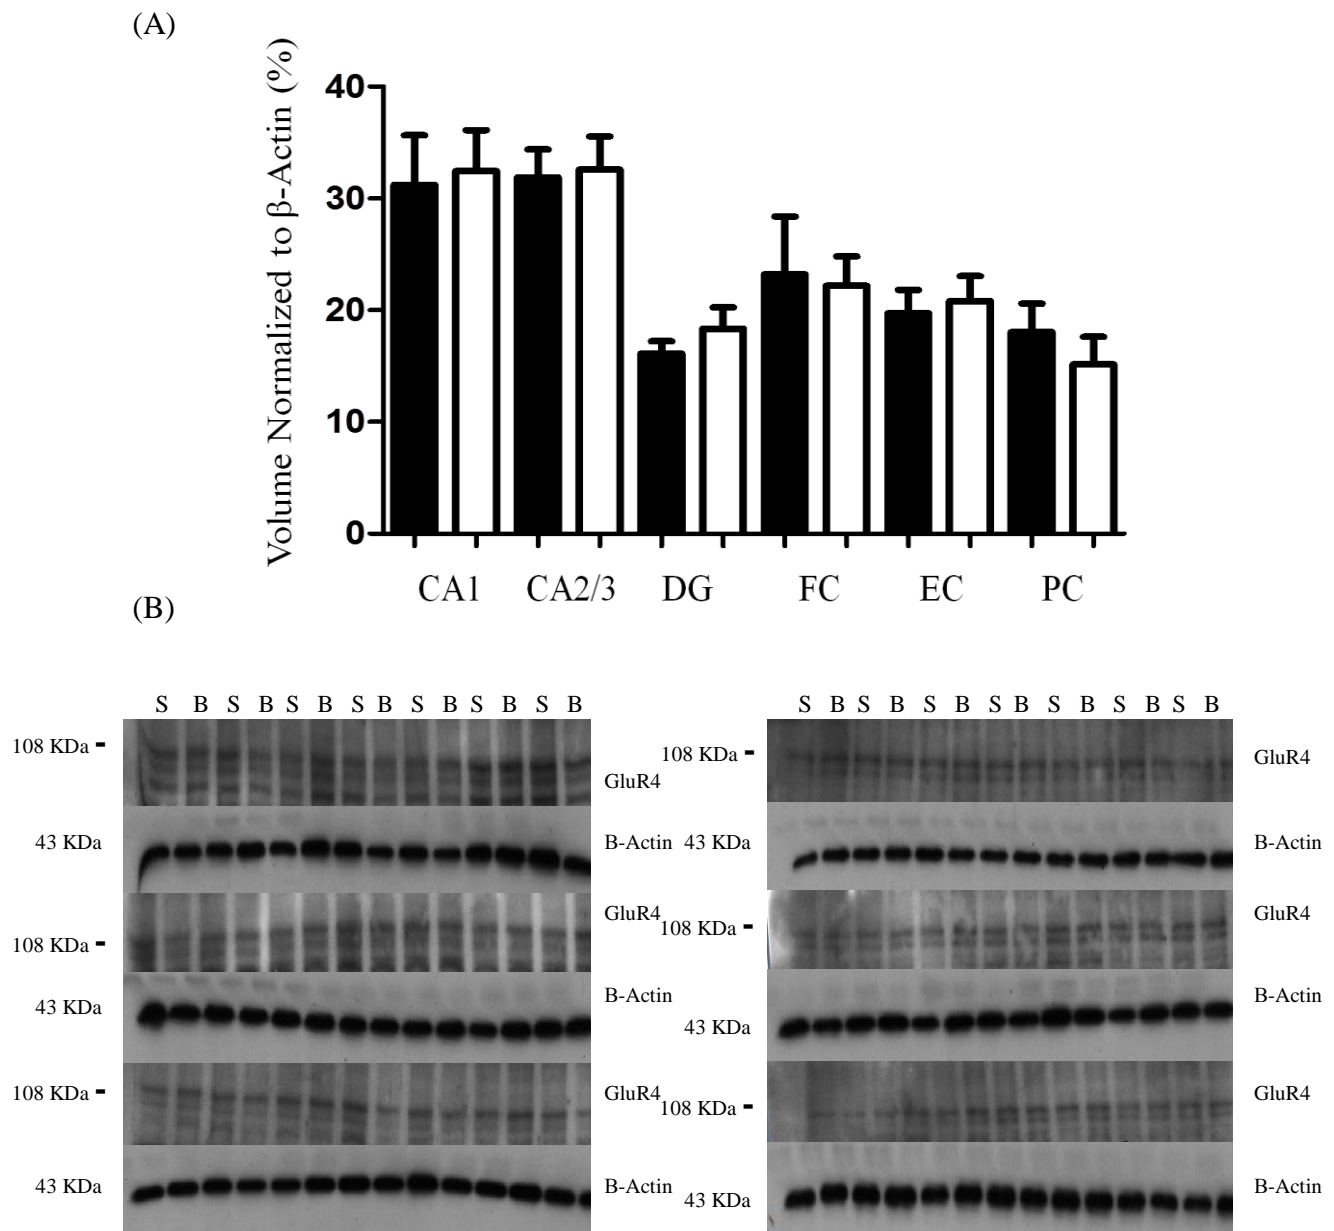 (A)
Volume Normalized to β-Actin (%)
40
30
20
10
0
CA1 CA2/3 DG FC EC PC
(B)
S B S B S B S B S B S B S B
108 KDa -
GluR4
43 KDa
B-Actin
GluR4
108 KDa -
43 KDa
B-Actin
108 KDa -
GluR4
43 KDa
B-Actin
S B S B S B S B S B S B S B
108 KDa -
GluR4
43 KDa
B-Actin
108 KDa -
GluR4
43 KDa
B-Actin
108 KDa -
GluR4
43 KDa
B-Actin